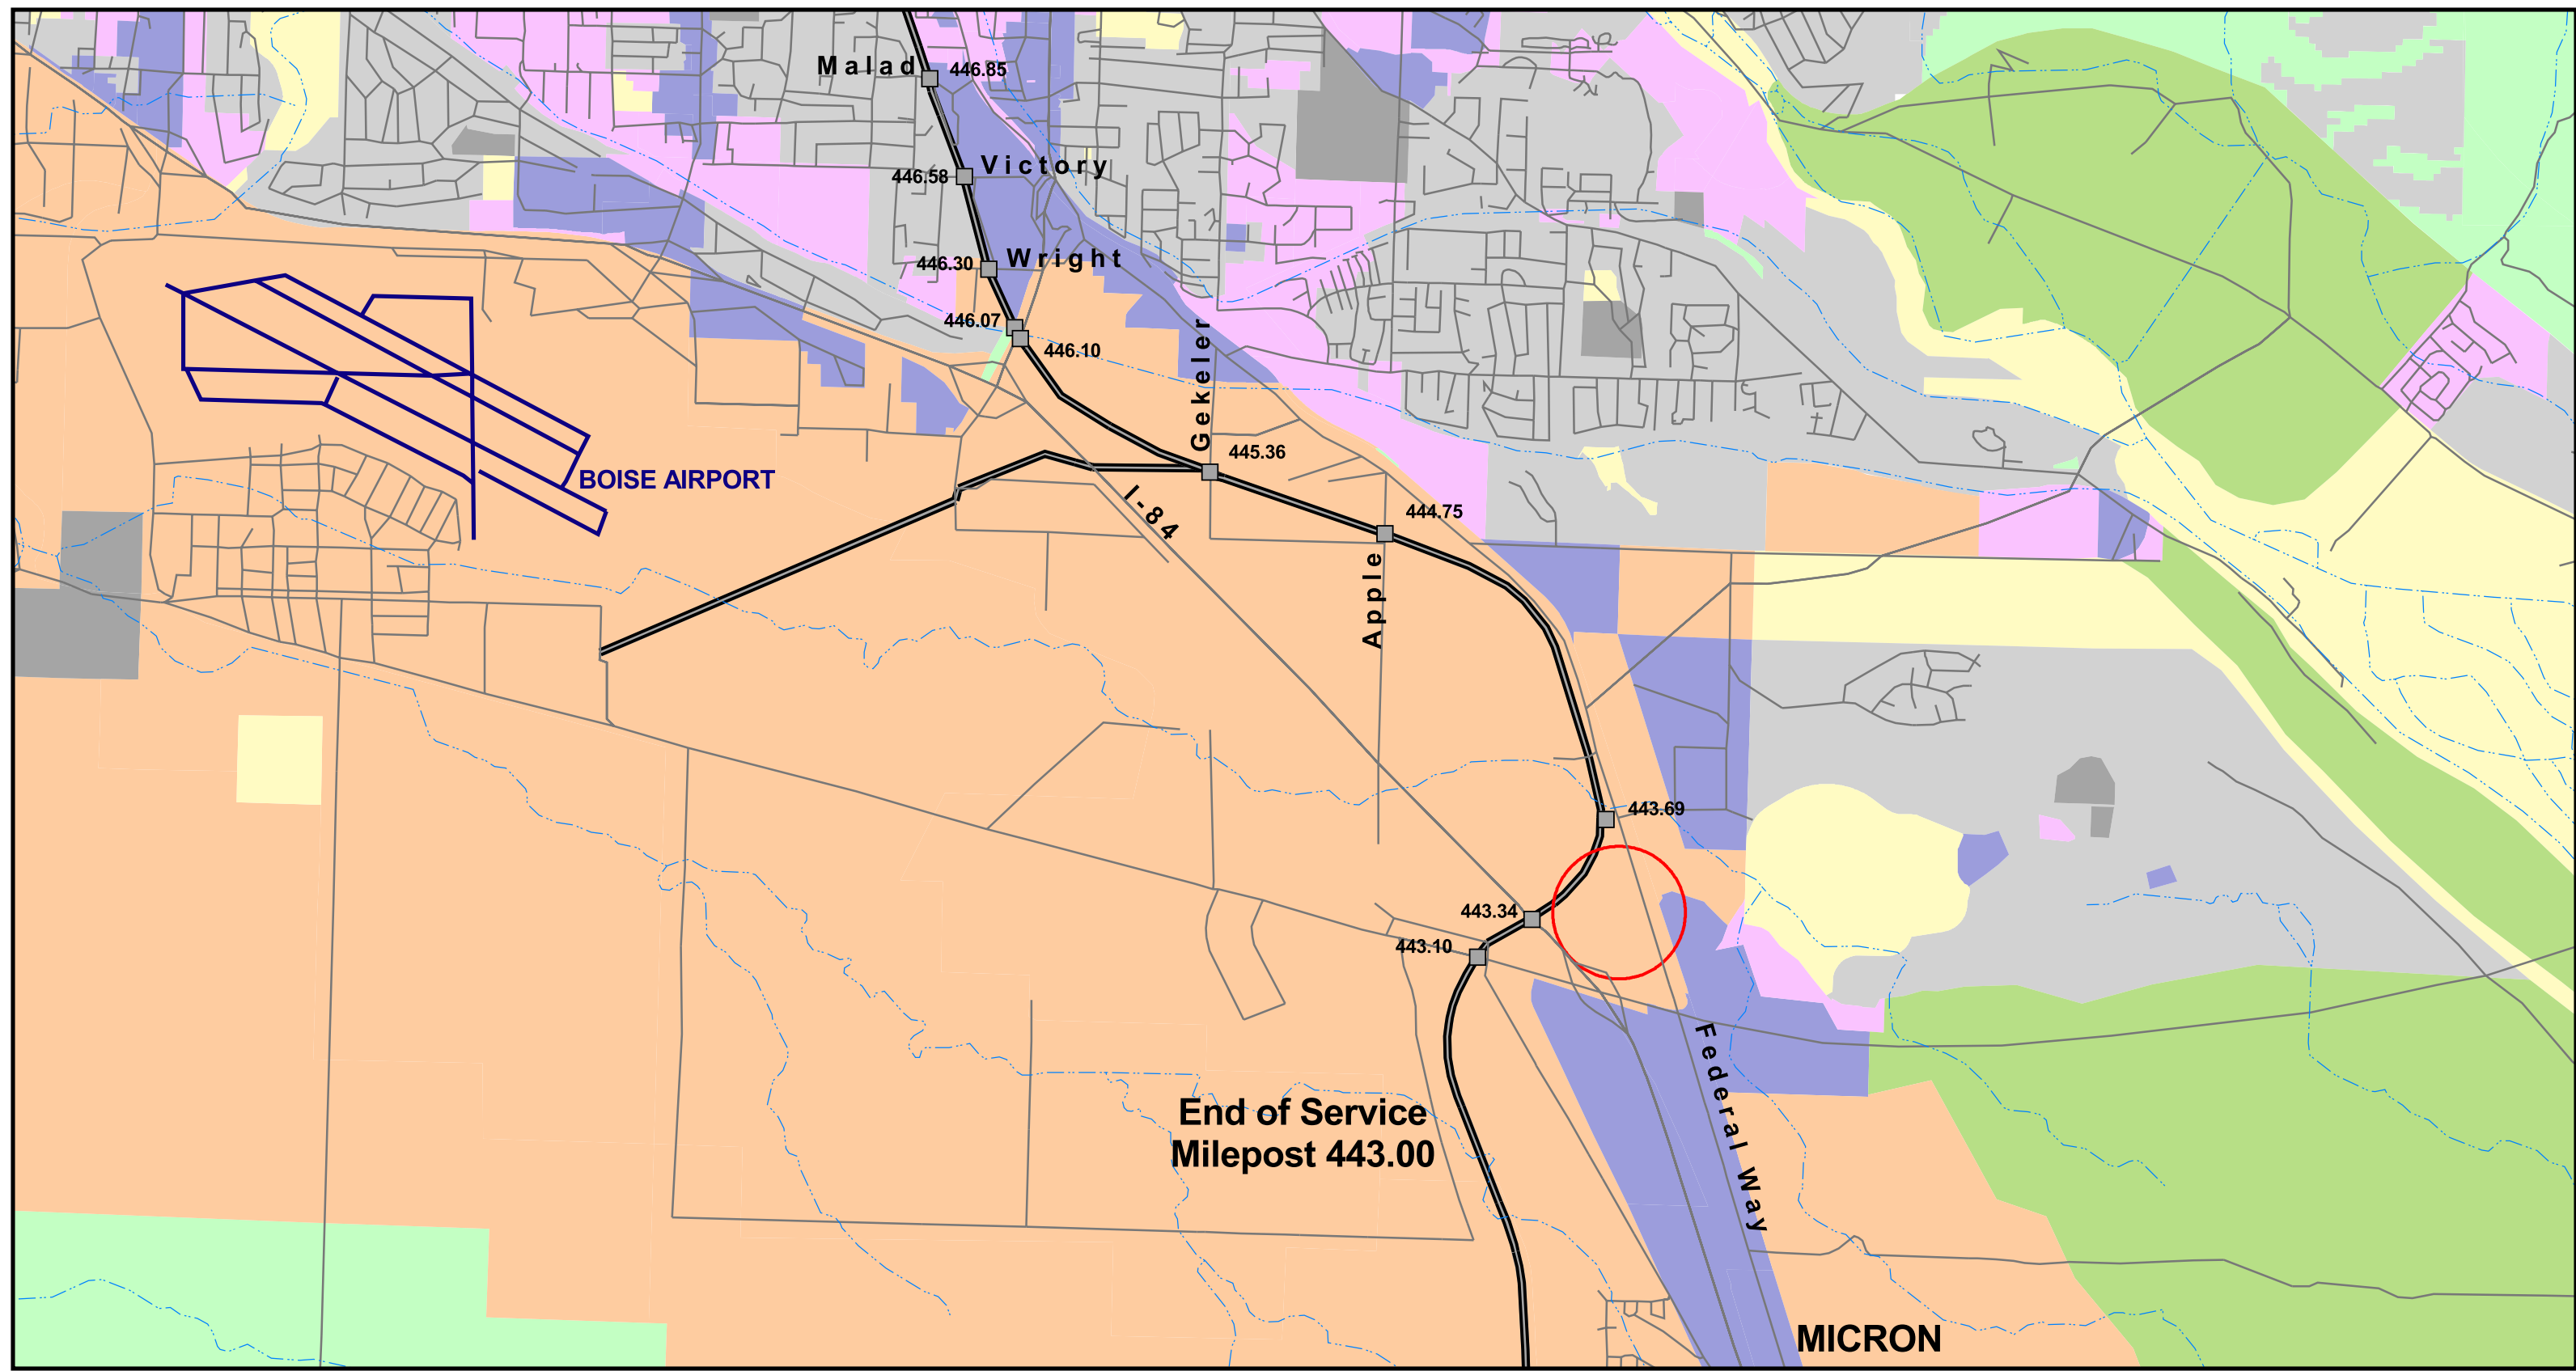 Malad
446.85
446.58
Victory
446.30
Wright
446.07
446.10
Gekeler
445.36
BOISE AIRPORT
I-84
444.75
Apple
443.69
443.34
443.10
Federal Way
End of Service
Milepost 443.00
MICRON